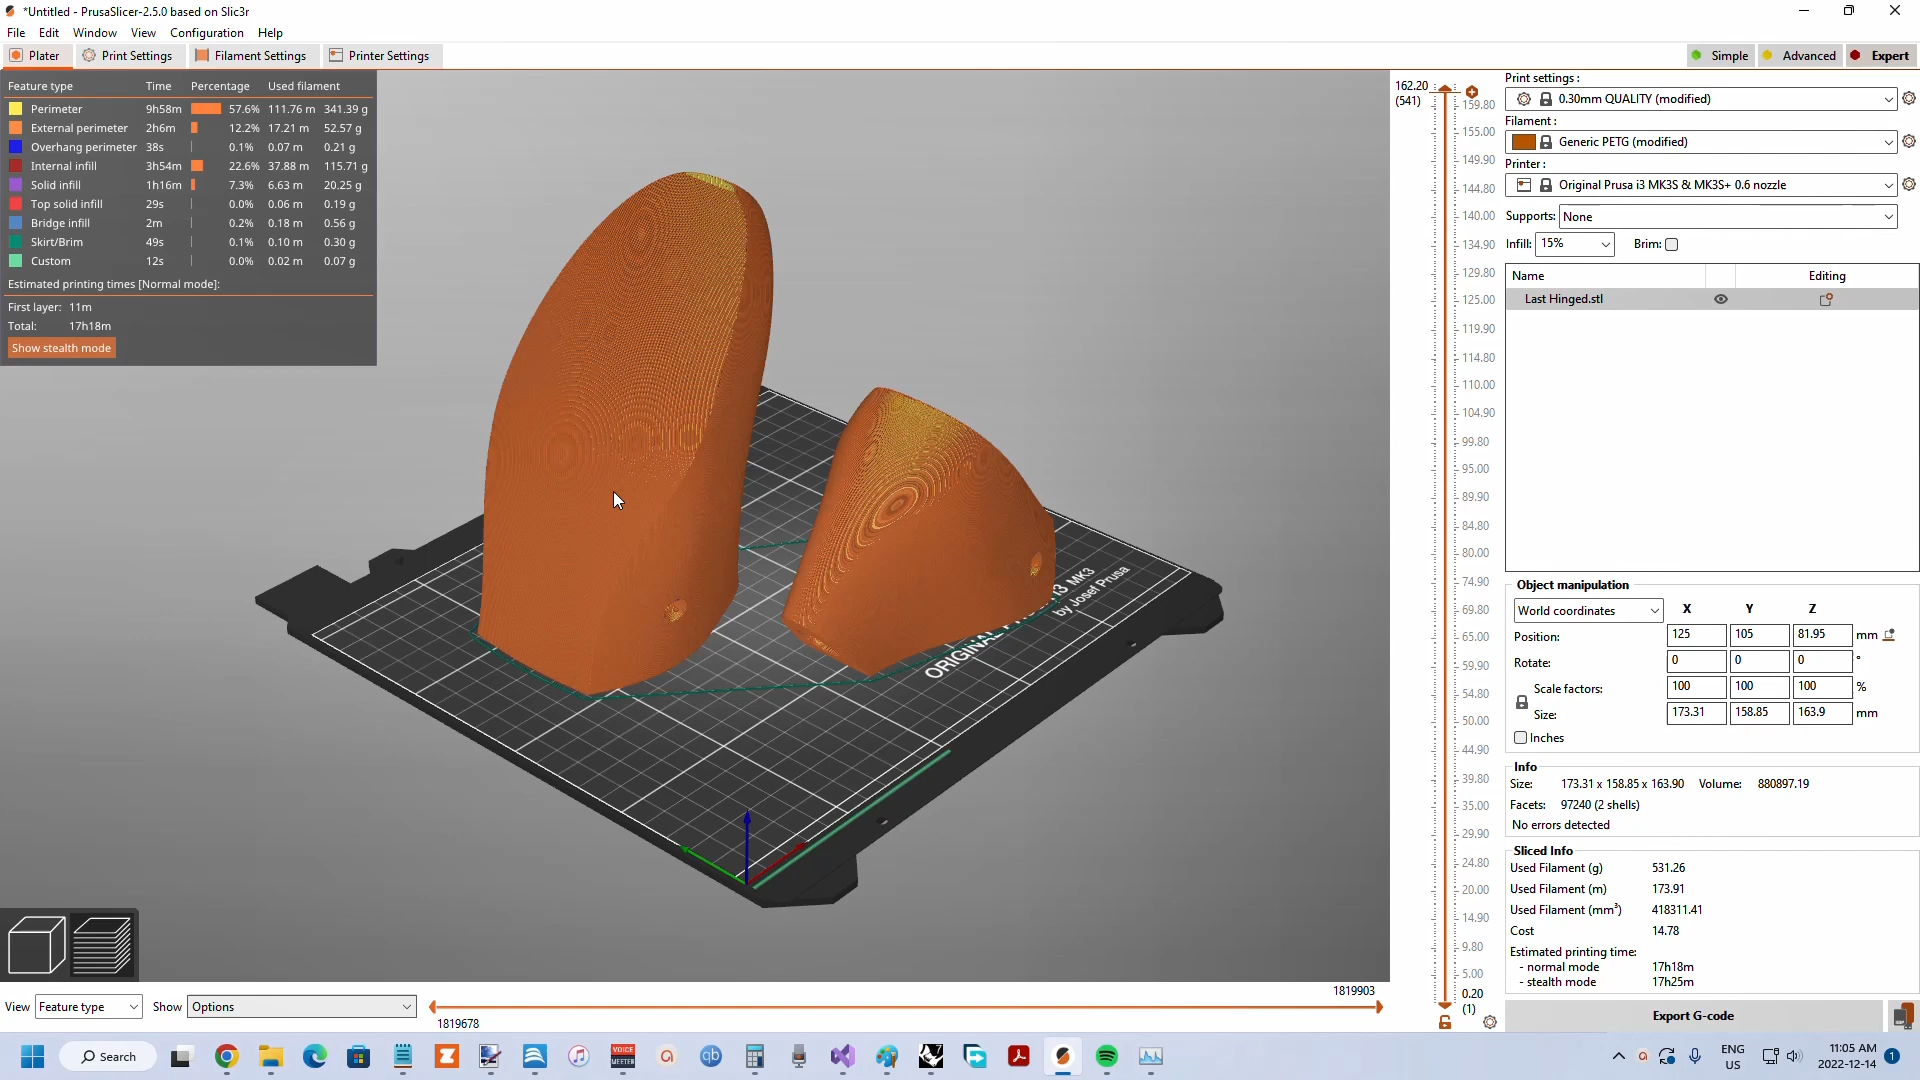 *Untitled - PrusaSlicer-2.5.0 based on Slic3r
File Edit Window View Configuration Help
Plater Print Settings Filament Settings Printer Settings
Simple Advanced Expert
Feature type Time Percentage Used filament
Perimeter 9h58m 57.6% 111.76 m 341.39 g
External perimeter 2h6m 12.2% 17.21 m 52.57 g
Overhang perimeter 38s 0.1% 0.07 m 0.21 g
Internal infill 3h54m 22.6% 37.88 m 115.71 g
Solid infill 1h16m 7.3% 6.63 m 20.25 g
Top solid infill 29s 0.0% 0.06 m 0.19 g
Bridge infill 2m 0.2% 0.18 m 0.56 g
Skirt/Brim 49s 0.1% 0.10 m 0.30 g
Custom 12s 0.0% 0.02 m 0.07 g
Estimated printing times [Normal mode]:
First layer: 11m
Total: 17h18m
Show stealth mode
by Josef Prusa
162.20
(541)
159.80
155.00
149.90
144.80
140.00
134.90
129.80
125.00
119.90
114.80
110.00
104.90
99.80
95.00
89.90
84.80
80.00
74.90
69.80
65.00
59.90
54.80
50.00
44.90
39.80
35.00
29.90
24.80
20.00
14.90
9.80
5.00
0.20
(1)
Print settings :
0.30mm QUALITY (modified)
Filament :
Generic PETG (modified)
Printer :
Original Prusa i3 MK3S & MK3S+ 0.6 nozzle
Supports: None
Infill: 15% Brim:
Name Editing
Last Hinged.stl
Object manipulation
World coordinates X Y Z
Position: 125 105 81.95 mm
Rotate: 0 0 0 °
Scale factors: 100 100 100 %
Size: 173.31 158.85 163.9 mm
Inches
Info
Size: 173.31 x 158.85 x 163.90 Volume: 880897.19
Facets: 97240 (2 shells)
No errors detected
Sliced Info
Used Filament (g) 531.26
Used Filament (m) 173.91
Used Filament (mm³) 418311.41
Cost 14.78
Estimated printing time:
- normal mode 17h18m
- stealth mode 17h25m
Export G-code
View Feature type Show Options
1819903
1819678
Search
VOICE
MEETER
qb
ENG
US
11:05 AM
2022-12-14
1